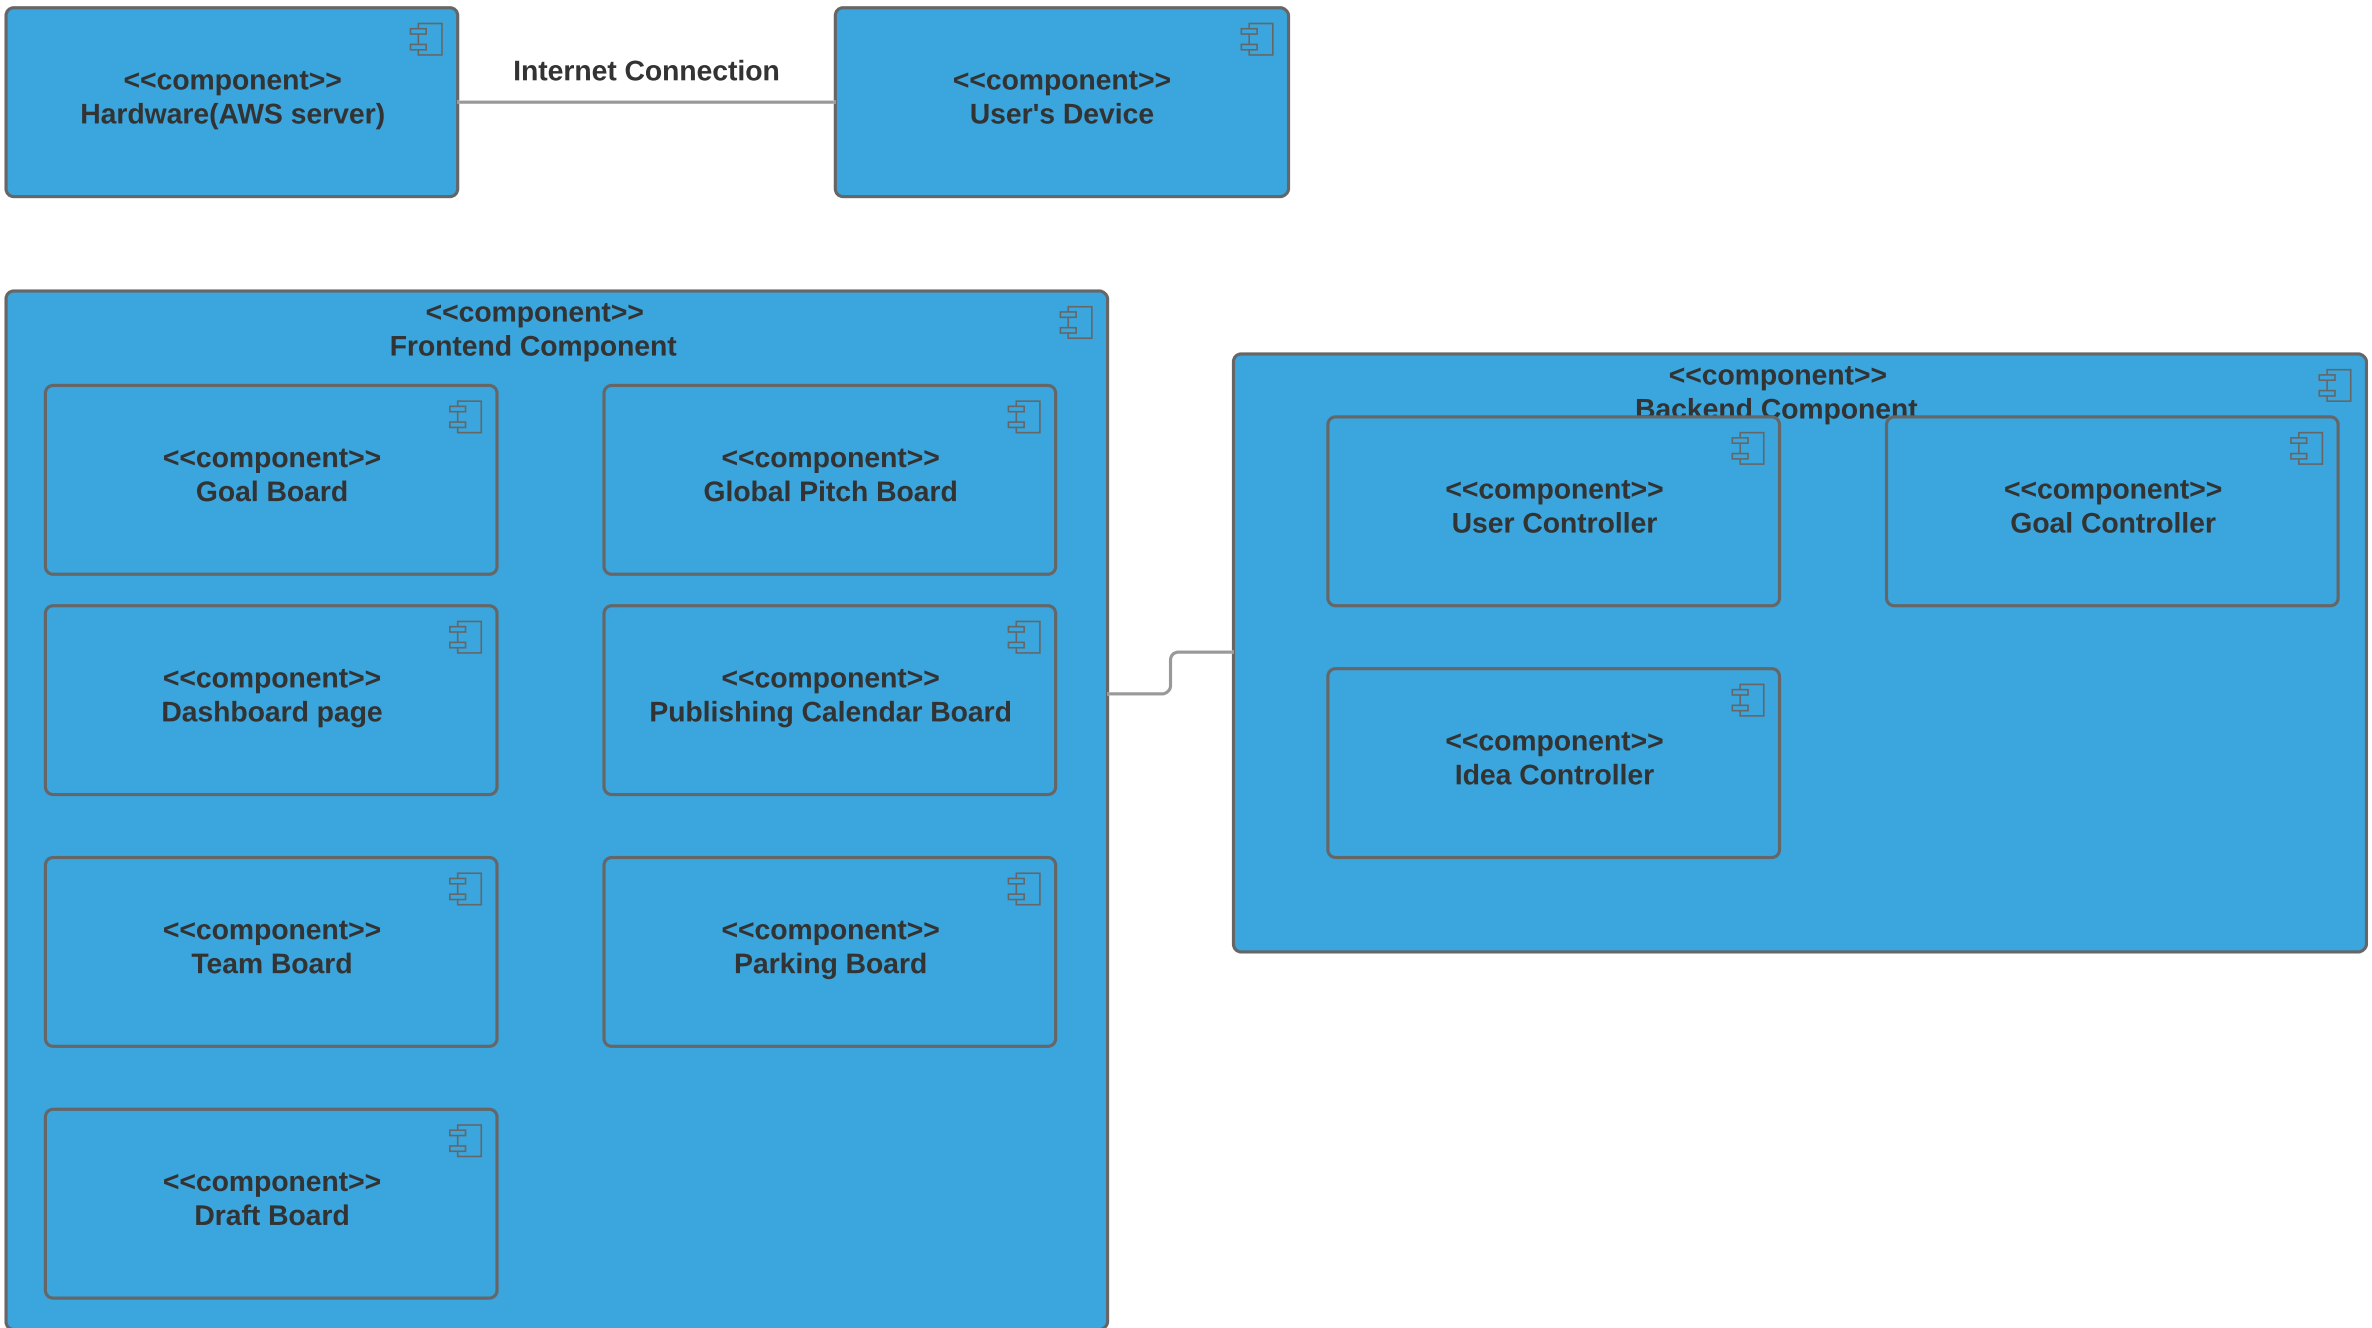 <<component>>
Hardware(AWS server)
Internet Connection
<<component>>
User's Device
<<component>>
Frontend Component
<<component>>
Goal Board
<<component>>
Global Pitch Board
<<component>>
Dashboard page
<<component>>
Publishing Calendar Board
<<component>>
Team Board
<<component>>
Parking Board
<<component>>
Draft Board
<<component>>
Backend Component
<<component>>
User Controller
<<component>>
Goal Controller
<<component>>
Idea Controller